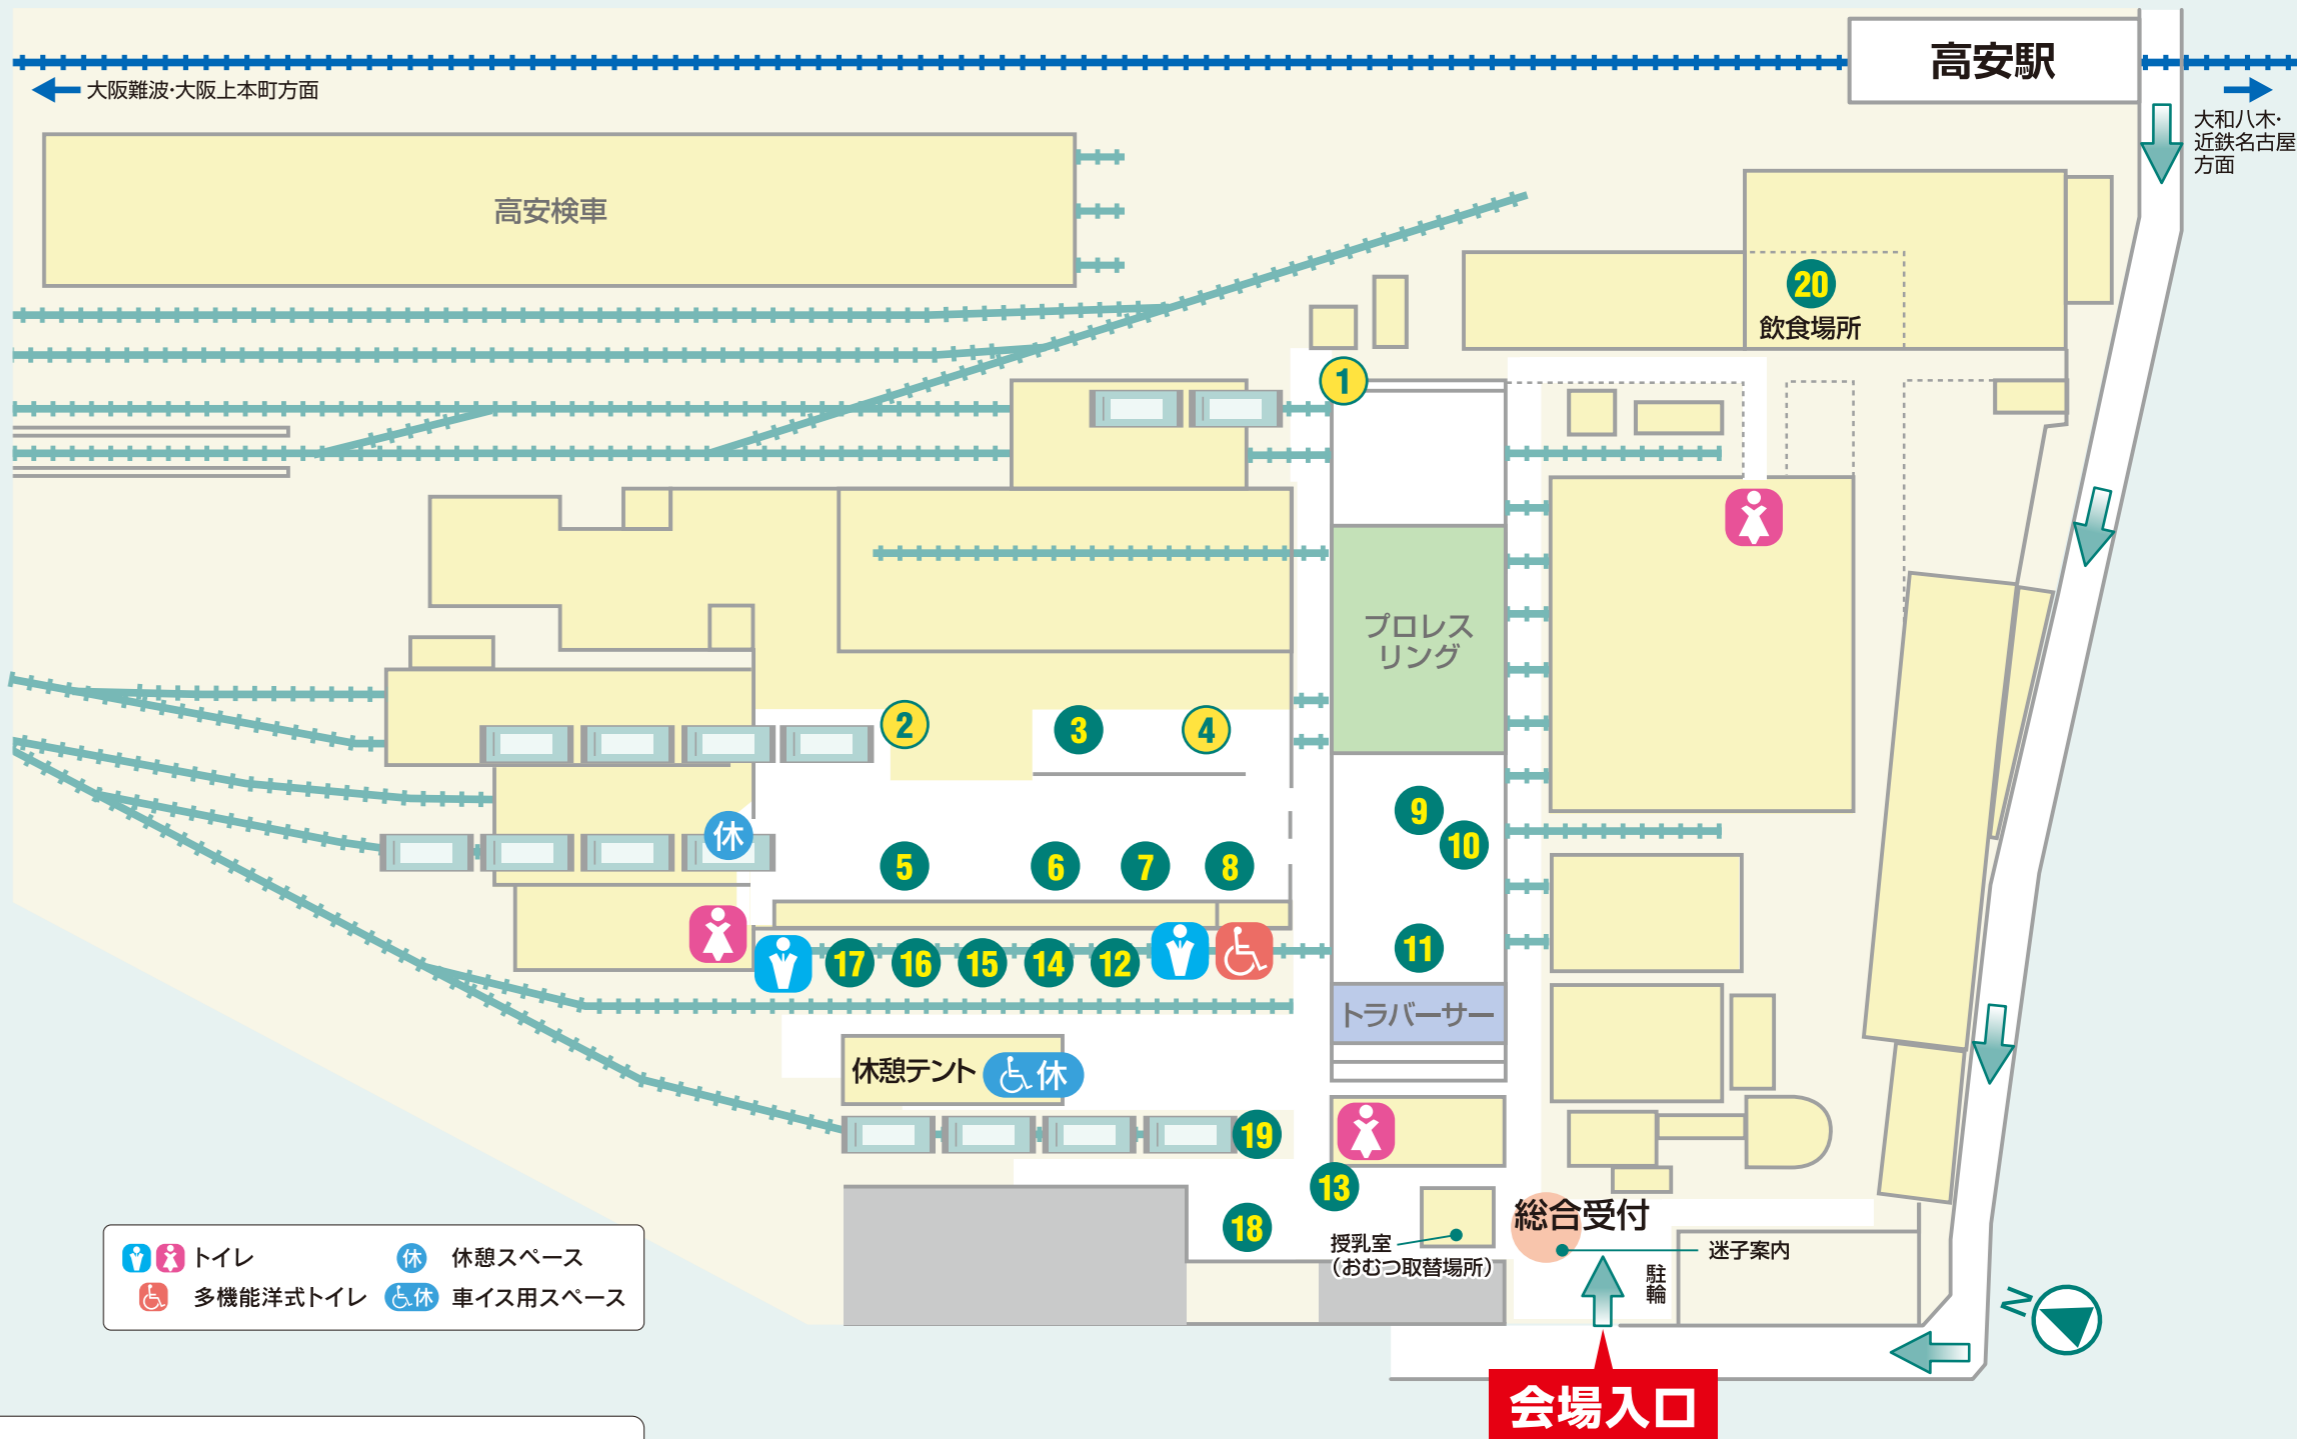 高安駅
大阪難波・大阪上本町方面
大和八木・
近鉄名古屋
方面
高安検車
20
飲食場所
1
プロレス
リング
2
3
4
9
10
休
5
6
7
8
11
17
16
15
14
12
トラバーサー
休憩テント
休
19
13
18
総合受付
授乳室
(おむつ取替場所)
迷子案内
駐輪
トイレ
休
休憩スペース
多機能洋式トイレ
休
車イス用スペース
N
会場入口